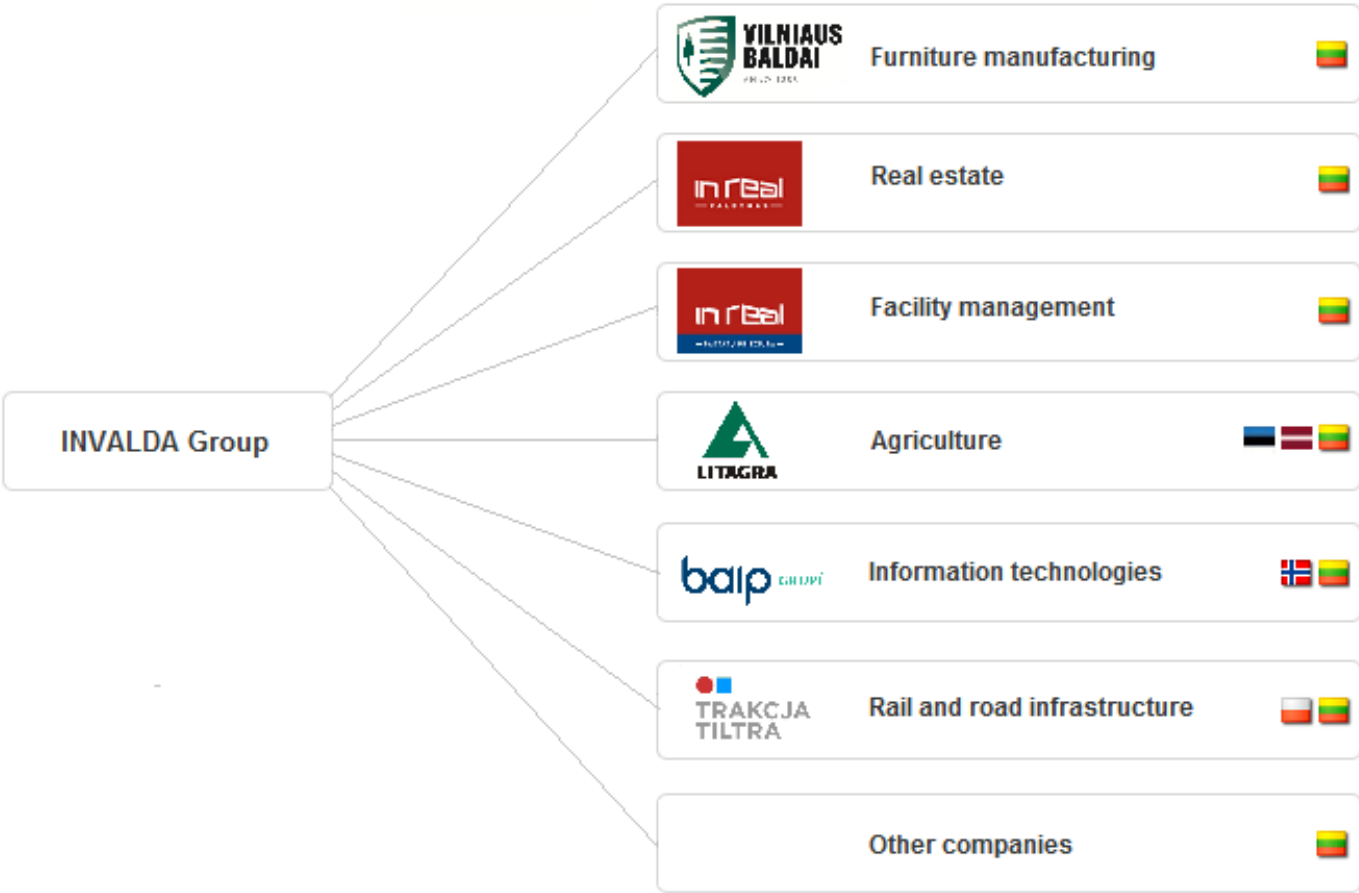 VILNIAUS
BALDAI
Furniture manufacturing
in real
VALDYMAS
Real estate
in real
Facility management
INVALDA Group
LITAGRA
Agriculture
baip
Information technologies
TRAKCJA
TILTRA
Rail and road infrastructure
Other companies